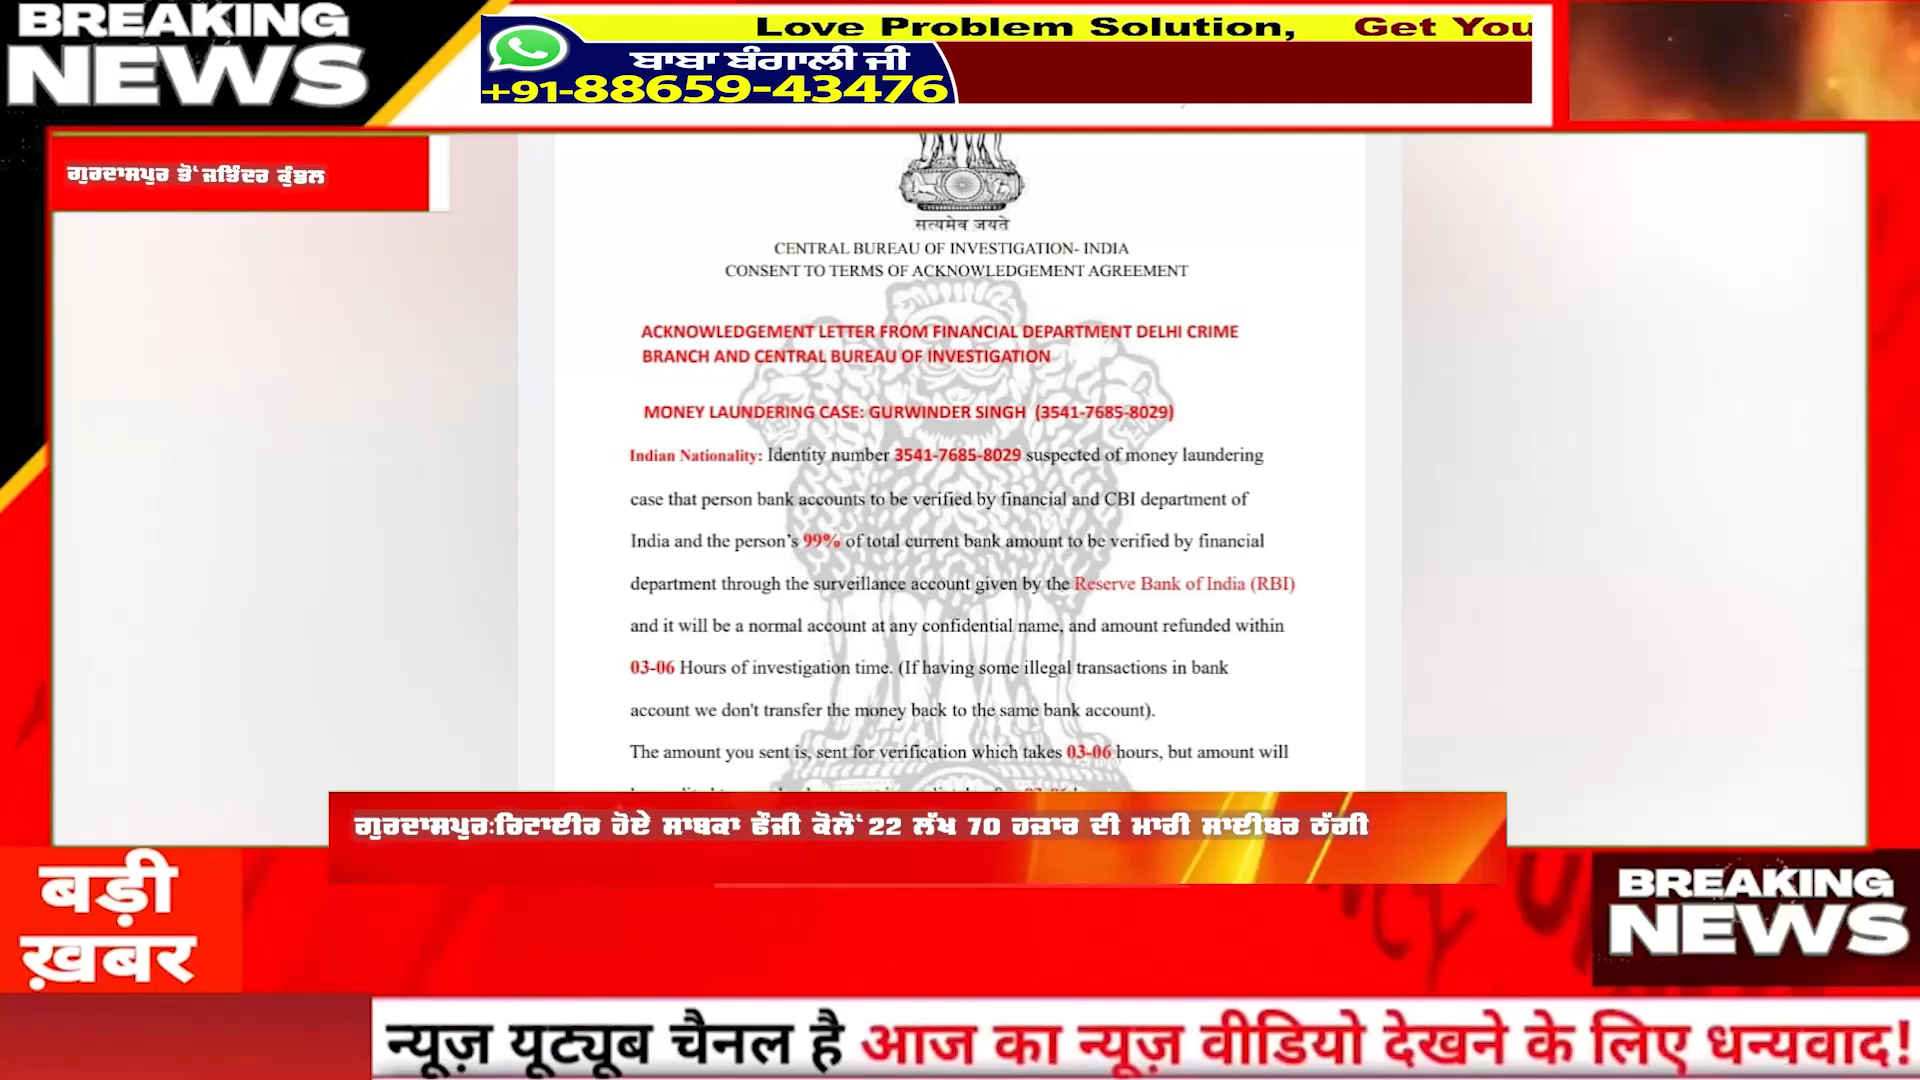 BREAKING
NEWS
Love Problem Solution, Get You
ਬਾਬਾ ਬੰਗਾਲੀ ਜੀ
+91-88659-43476
ਗੁਰਦਾਸਪੁਰ ਤੋਂ ਜਤਿੰਦਰ ਕੁੰਡਲ
सत्यमेव जयते
CENTRAL BUREAU OF INVESTIGATION- INDIA
CONSENT TO TERMS OF ACKNOWLEDGEMENT AGREEMENT
ACKNOWLEDGEMENT LETTER FROM FINANCIAL DEPARTMENT DELHI CRIME
BRANCH AND CENTRAL BUREAU OF INVESTIGATION
MONEY LAUNDERING CASE: GURWINDER SINGH (3541-7685-8029)
Indian Nationality: Identity number 3541-7685-8029 suspected of money laundering
case that person bank accounts to be verified by financial and CBI department of
India and the person's 99% of total current bank amount to be verified by financial
department through the surveillance account given by the Reserve Bank of India (RBI)
and it will be a normal account at any confidential name, and amount refunded within
03-06 Hours of investigation time. (If having some illegal transactions in bank
account we don't transfer the money back to the same bank account).
The amount you sent is, sent for verification which takes 03-06 hours, but amount will
ਗੁਰਦਾਸਪੁਰ:ਰਿਟਾਈਰ ਹੋਏ ਸਾਬਕਾ ਫੌਜੀ ਕੋਲੋਂ 22 ਲੱਖ 70 ਹਜ਼ਾਰ ਦੀ ਮਾਰੀ ਸਾਈਬਰ ਠੱਗੀ
बड़ी
ख़बर
BREAKING
NEWS
न्यूज़ यूट्यूब चैनल है आज का न्यूज़ वीडियो देखने के लिए धन्यवाद!